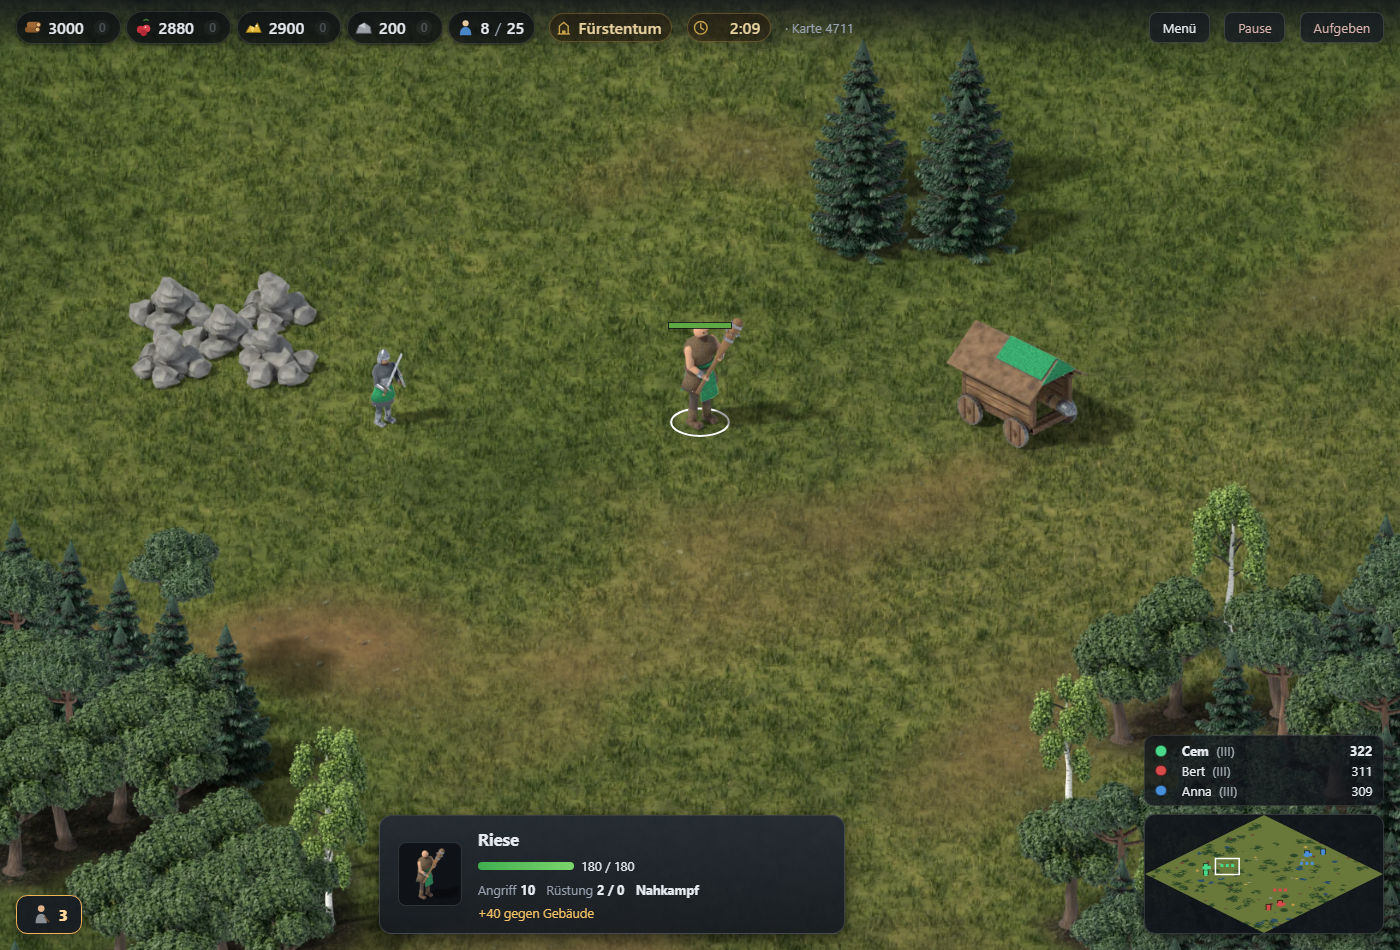 3000 0 2880 0 2900 0 200 0 8 / 25 Fürstentum 2:09 · Karte 4711 Menü Pause Aufgeben
Cem (III) 322
Bert (III) 311
Anna (III) 309
Riese
180 / 180
Angriff 10 Rüstung 2 / 0 Nahkampf
+40 gegen Gebäude
3